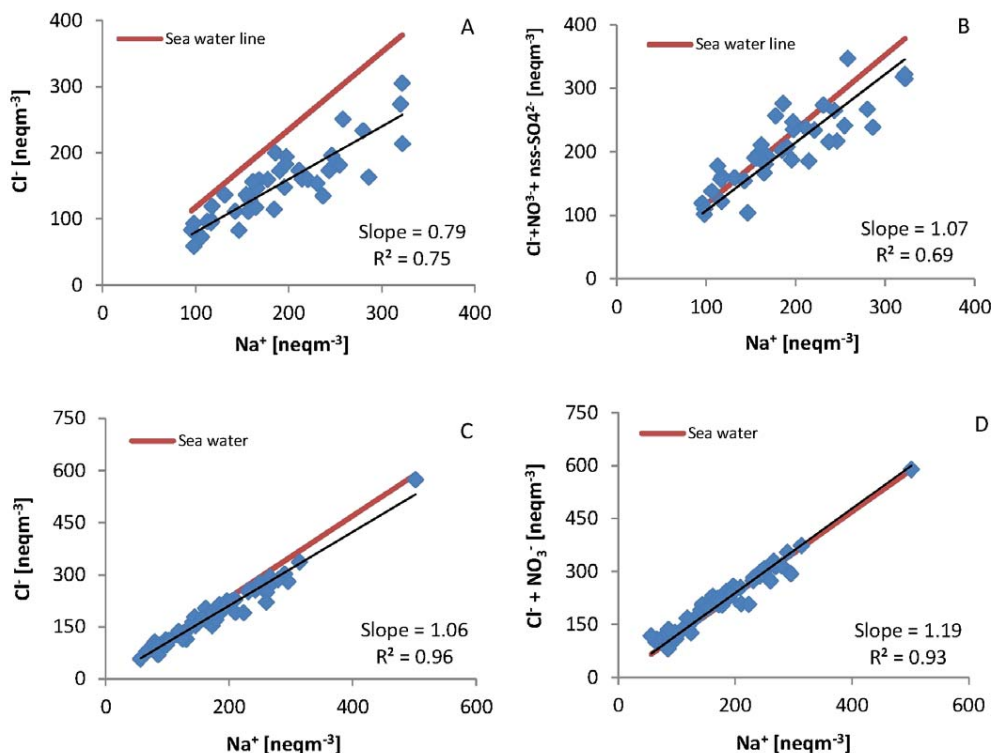 A
Sea water line
Cl⁻ [neqm⁻³]
400
300
200
100
0
Slope = 0.79
R² = 0.75
0 100 200 300 400
Na⁺ [neqm⁻³]
B
Sea water line
Cl⁻+NO³⁻+ nss-SO4²⁻ [neqm⁻³]
400
300
200
100
0
Slope = 1.07
R² = 0.69
0 100 200 300 400
Na⁺ [neqm⁻³]
C
Sea water
Cl⁻ [neqm⁻³]
750
600
450
300
150
0
Slope = 1.06
R² = 0.96
0 200 400 600
Na⁺ [neqm⁻³]
D
Sea water
Cl⁻ + NO₃⁻ [neqm⁻³]
750
600
450
300
150
0
Slope = 1.19
R² = 0.93
0 200 400 600
Na⁺ [neqm⁻³]